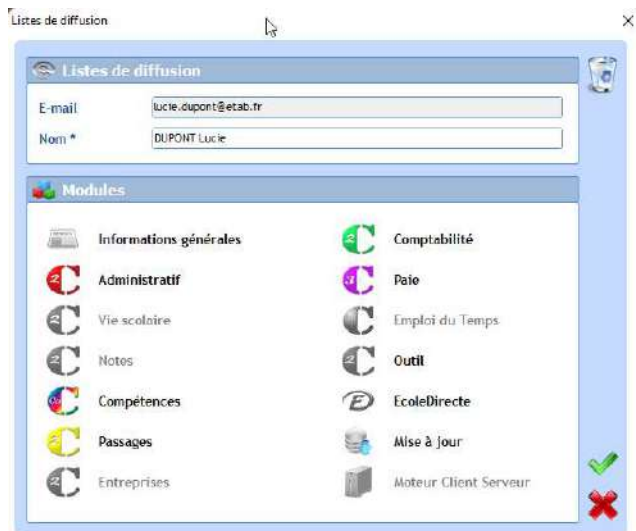 Listes de diffusion
Listes de diffusion
E-mail lucie.dupont@etab.fr
Nom * DUPONT Lucie
Modules
Informations générales
Comptabilité
Administratif
Paie
Vie scolaire
Emploi du Temps
Notes
Outil
Compétences
EcoleDirecte
Passages
Mise à jour
Entreprises
Moteur Client Serveur